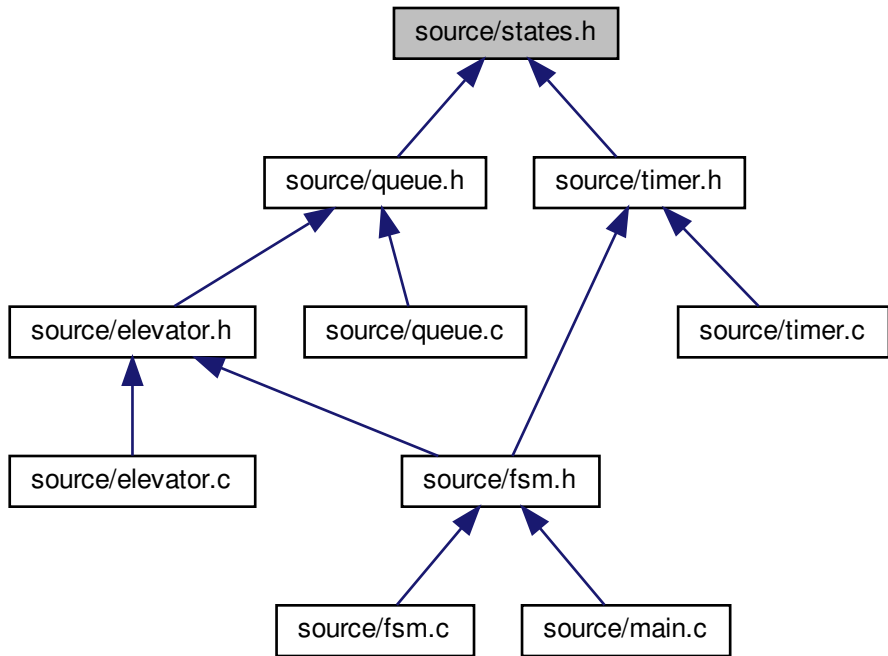 source/states.h
source/queue.h
source/timer.h
source/elevator.h
source/queue.c
source/timer.c
source/elevator.c
source/fsm.h
source/fsm.c
source/main.c